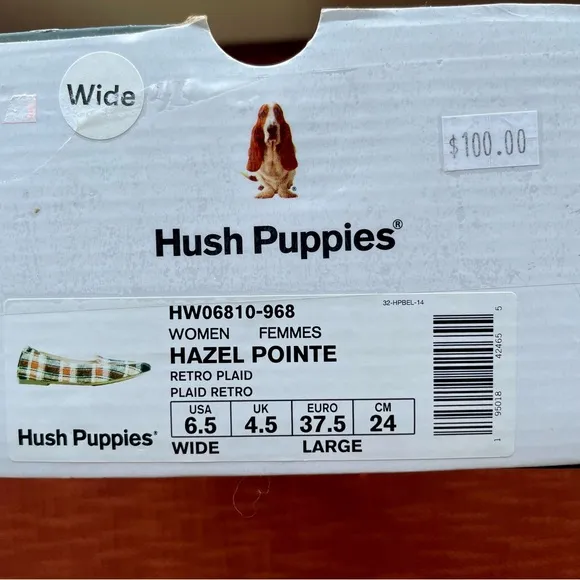 Wide
$100.00
Hush Puppies®
32-HPBEL-14
HW06810-968
WOMEN FEMMES
HAZEL POINTE
RETRO PLAID
PLAID RETRO
USA UK EURO CM
6.5 4.5 37.5 24
WIDE LARGE
Hush Puppies®
1 95018 42465 5